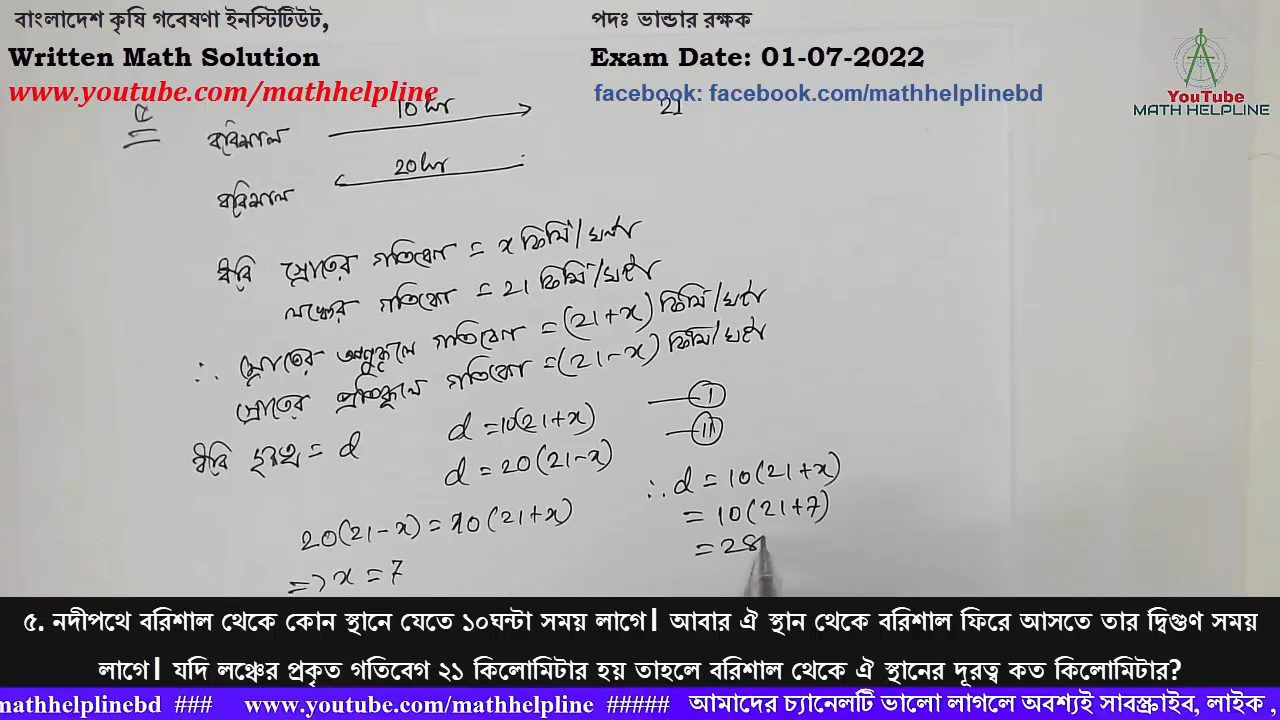 বাংলাদেশ কৃষি গবেষণা ইনস্টিটিউট,
পদঃ ভান্ডার রক্ষক
Written Math Solution
Exam Date: 01-07-2022
www.youtube.com/mathhelpline
facebook: facebook.com/mathhelplinebd
YouTube
MATH HELPLINE
৫
বরিশাল 10 ঘন্টা
21
বরিশাল 20 ঘন্টা
ধরি স্রোতের গতিবেগ = x কিমি/ঘন্টা
লঞ্চের গতিবেগ = 21 কিমি/ঘন্টা
∴ স্রোতের অনুকূলে গতিবেগ = (21+x) কিমি/ঘন্টা
স্রোতের প্রতিকূলে গতিবেগ = (21-x) কিমি/ঘন্টা
ধরি দূরত্ব = d
d = 10(21+x) — I
d = 20(21-x) — II
20(21-x) = 10(21+x)
=> x = 7
∴ d = 10(21+x)
= 10(21+7)
= 28
৫. নদীপথে বরিশাল থেকে কোন স্থানে যেতে ১০ঘন্টা সময় লাগে| আবার ঐ স্থান থেকে বরিশাল ফিরে আসতে তার দ্বিগুণ সময়
লাগে| যদি লঞ্চের প্রকৃত গতিবেগ ২১ কিলোমিটার হয় তাহলে বরিশাল থেকে ঐ স্থানের দূরত্ব কত কিলোমিটার?
mathhelplinebd ### www.youtube.com/mathhelpline ##### আমাদের চ্যানেলটি ভালো লাগলে অবশ্যই সাবস্ক্রাইব, লাইক ,